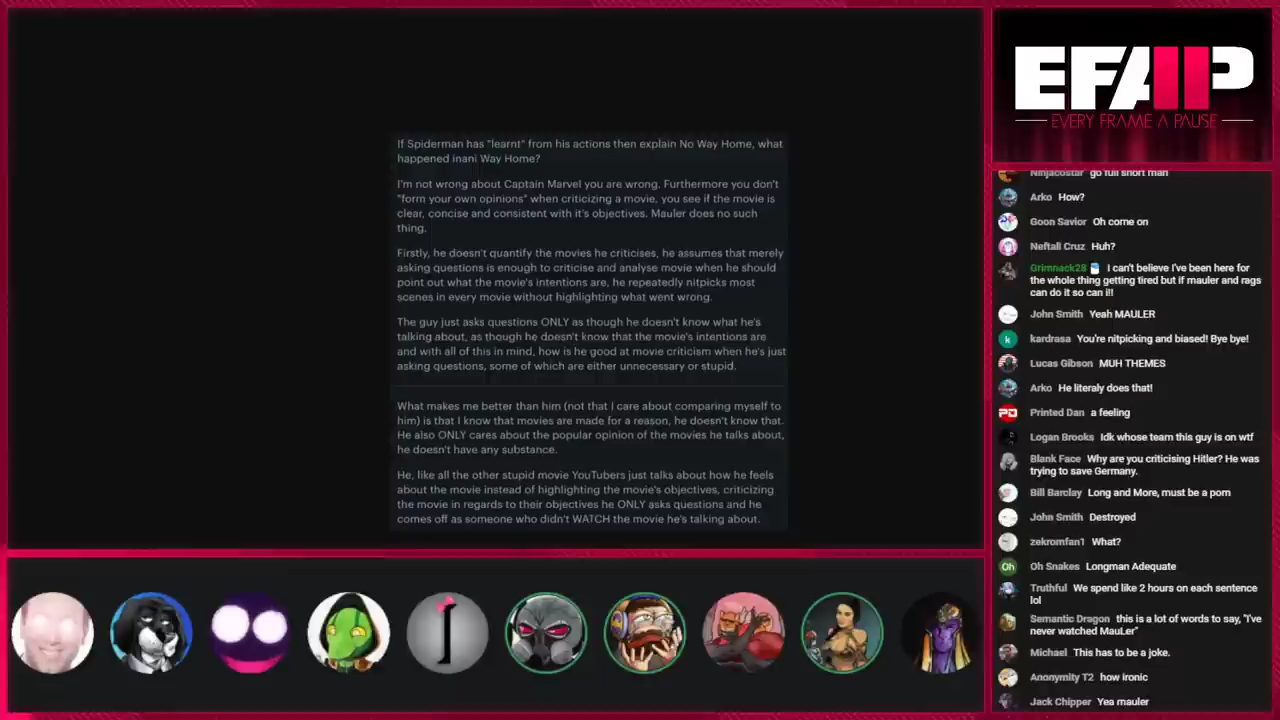 If Spiderman has "learnt" from his actions then explain No Way Home, what
happened inani Way Home?
I'm not wrong about Captain Marvel you are wrong. Furthermore you don't
"form your own opinions" when criticizing a movie, you see if the movie is
clear, concise and consistent with it's objectives. Mauler does no such
thing.
Firstly, he doesn't quantify the movies he criticises, he assumes that merely
asking questions is enough to criticise and analyse movie when he should
point out what the movie's intentions are, he repeatedly nitpicks most
scenes in every movie without highlighting what went wrong.
The guy just asks questions ONLY as though he doesn't know what he's
talking about, as though he doesn't know that the movie's intentions are
and with all of this in mind, how is he good at movie criticism when he's just
asking questions, some of which are either unnecessary or stupid.
What makes me better than him (not that I care about comparing myself to
him) is that I know that movies are made for a reason, he doesn't know that.
He also ONLY cares about the popular opinion of the movies he talks about,
he doesn't have any substance.
He, like all the other stupid movie YouTubers just talks about how he feels
about the movie instead of highlighting the movie's objectives, criticizing
the movie in regards to their objectives he ONLY asks questions and he
comes off as someone who didn't WATCH the movie he's talking about.
EFAP
EVERY FRAME A PAUSE
Ninjacostar go full short man
Arko How?
Goon Savior Oh come on
Neftali Cruz Huh?
Grimnack28 I can't believe I've been here for
the whole thing getting tired but if mauler and rags
can do it so can i!!
John Smith Yeah MAULER
k kardrasa You're nitpicking and biased! Bye bye!
Lucas Gibson MUH THEMES
Arko He literaly does that!
PD Printed Dan a feeling
Logan Brooks Idk whose team this guy is on wtf
Blank Face Why are you criticising Hitler? He was
trying to save Germany.
Bill Barclay Long and More, must be a pom
John Smith Destroyed
zekromfan1 What?
Oh Oh Snakes Longman Adequate
Truthful We spend like 2 hours on each sentence
lol
Semantic Dragon this is a lot of words to say, "I've
never watched MauLer"
Michael This has to be a joke.
Anonymity T2 how ironic
Jack Chipper Yea mauler